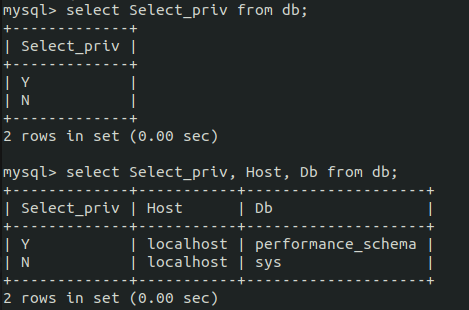 mysql> select Select_priv from db;
+-------------+
| Select_priv |
+-------------+
| Y           |
| N           |
+-------------+
2 rows in set (0.00 sec)

mysql> select Select_priv, Host, Db from db;
+-------------+-----------+--------------------+
| Select_priv | Host      | Db                 |
+-------------+-----------+--------------------+
| Y           | localhost | performance_schema |
| N           | localhost | sys                |
+-------------+-----------+--------------------+
2 rows in set (0.00 sec)